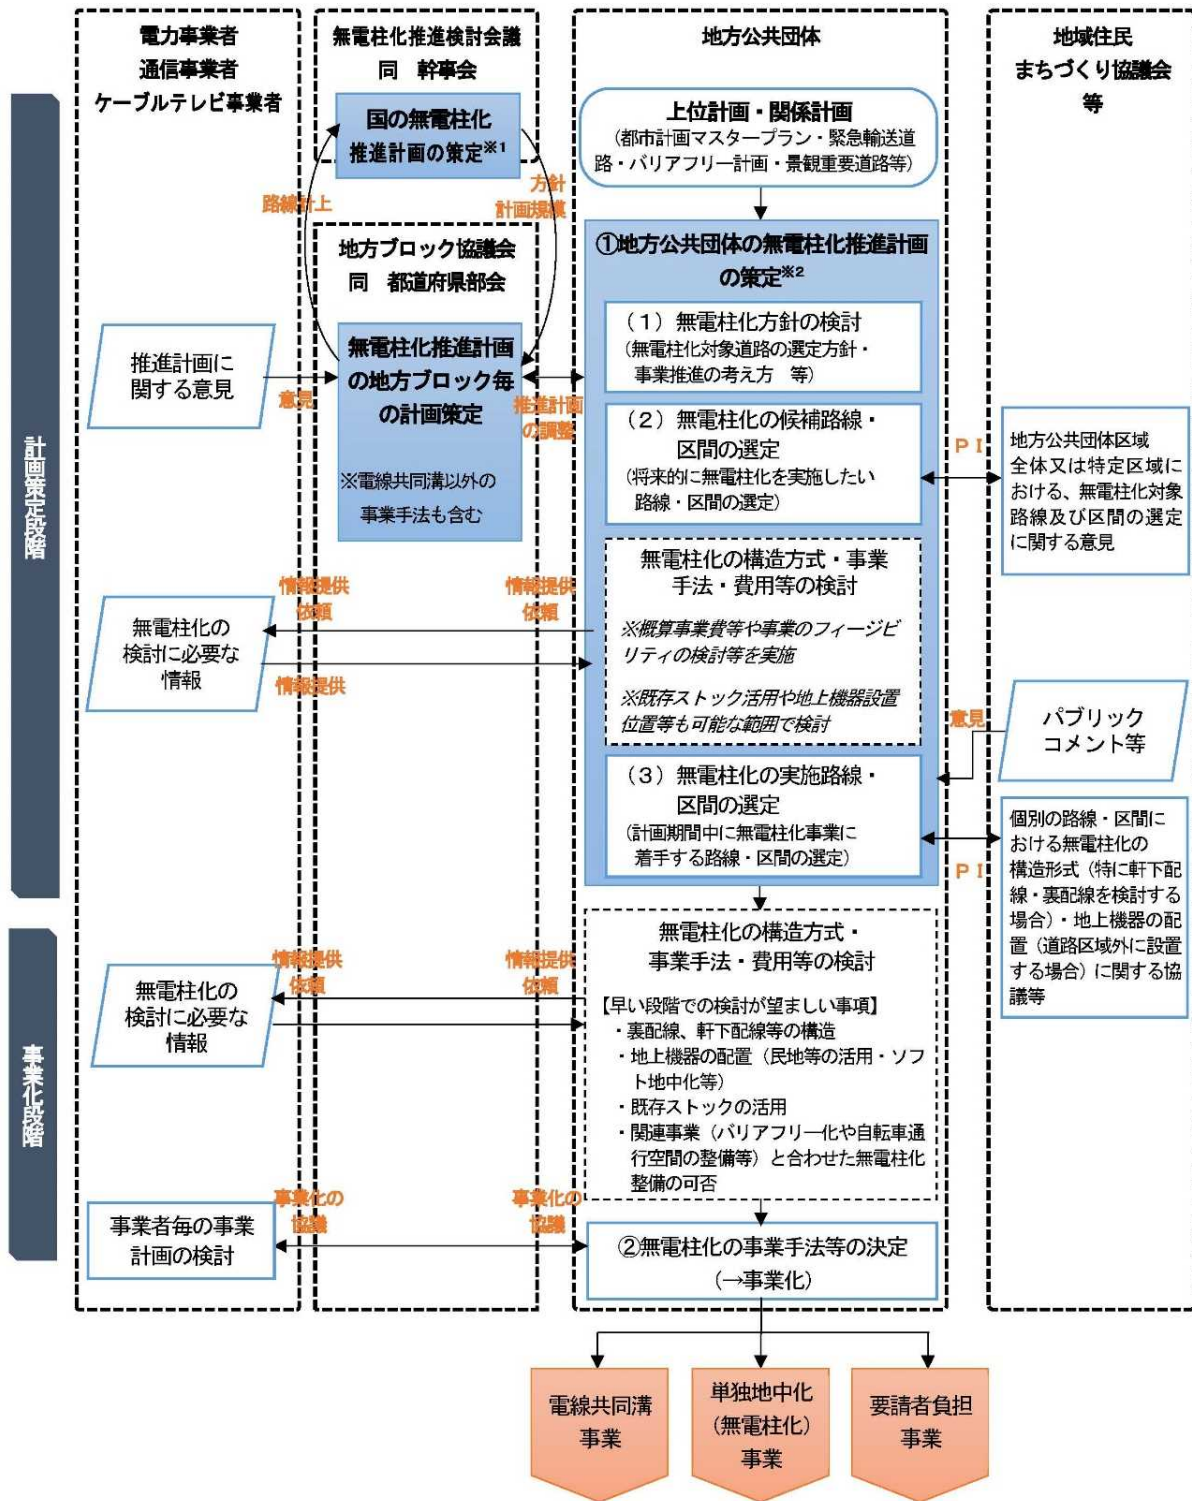 電力事業者
通信事業者
ケーブルテレビ事業者
無電柱化推進検討会議
同　幹事会
地方公共団体
地域住民
まちづくり協議会
等
計画策定段階
国の無電柱化
推進計画の策定※1
路線計上
方針
計画規模
上位計画・関係計画
（都市計画マスタープラン・緊急輸送道
路・バリアフリー計画・景観重要道路等）
地方ブロック協議会
同　都道府県部会
①地方公共団体の無電柱化推進計画
の策定※2
推進計画に
関する意見
意見
無電柱化推進計画
の地方ブロック毎
の計画策定
※電線共同溝以外の
事業手法も含む
推進計画
の調整
（１）無電柱化方針の検討
（無電柱化対象道路の選定方針・
事業推進の考え方　等）
（２）無電柱化の候補路線・
区間の選定
（将来的に無電柱化を実施したい
路線・区間の選定）
ＰＩ
地方公共団体区域
全体又は特定区域に
おける、無電柱化対象
路線及び区間の選定
に関する意見
無電柱化の
検討に必要な
情報
情報提供
依頼
情報提供
依頼
情報提供
無電柱化の構造方式・事業
手法・費用等の検討
※概算事業費等や事業のフィージビ
リティの検討等を実施
※既存ストック活用や地上機器設置
位置等も可能な範囲で検討
意見
パブリック
コメント等
（３）無電柱化の実施路線・
区間の選定
（計画期間中に無電柱化事業に
着手する路線・区間の選定）
ＰＩ
個別の路線・区間に
おける無電柱化の
構造形式（特に軒下配
線・裏配線を検討する
場合）・地上機器の配
置（道路区域外に設置
する場合）に関する協
議等
事業化段階
無電柱化の
検討に必要な
情報
情報提供
依頼
情報提供
依頼
無電柱化の構造方式・
事業手法・費用等の検討
【早い段階での検討が望ましい事項】
・裏配線、軒下配線等の構造
・地上機器の配置（民地等の活用・ソフ
ト地中化等）
・既存ストックの活用
・関連事業（バリアフリー化や自転車通
行空間の整備等）と合わせた無電柱化
整備の可否
事業者毎の事業
計画の検討
事業化の
協議
事業化の
協議
②無電柱化の事業手法等の決定
（→事業化）
電線共同溝
事業
単独地中化
（無電柱化）
事業
要請者負担
事業